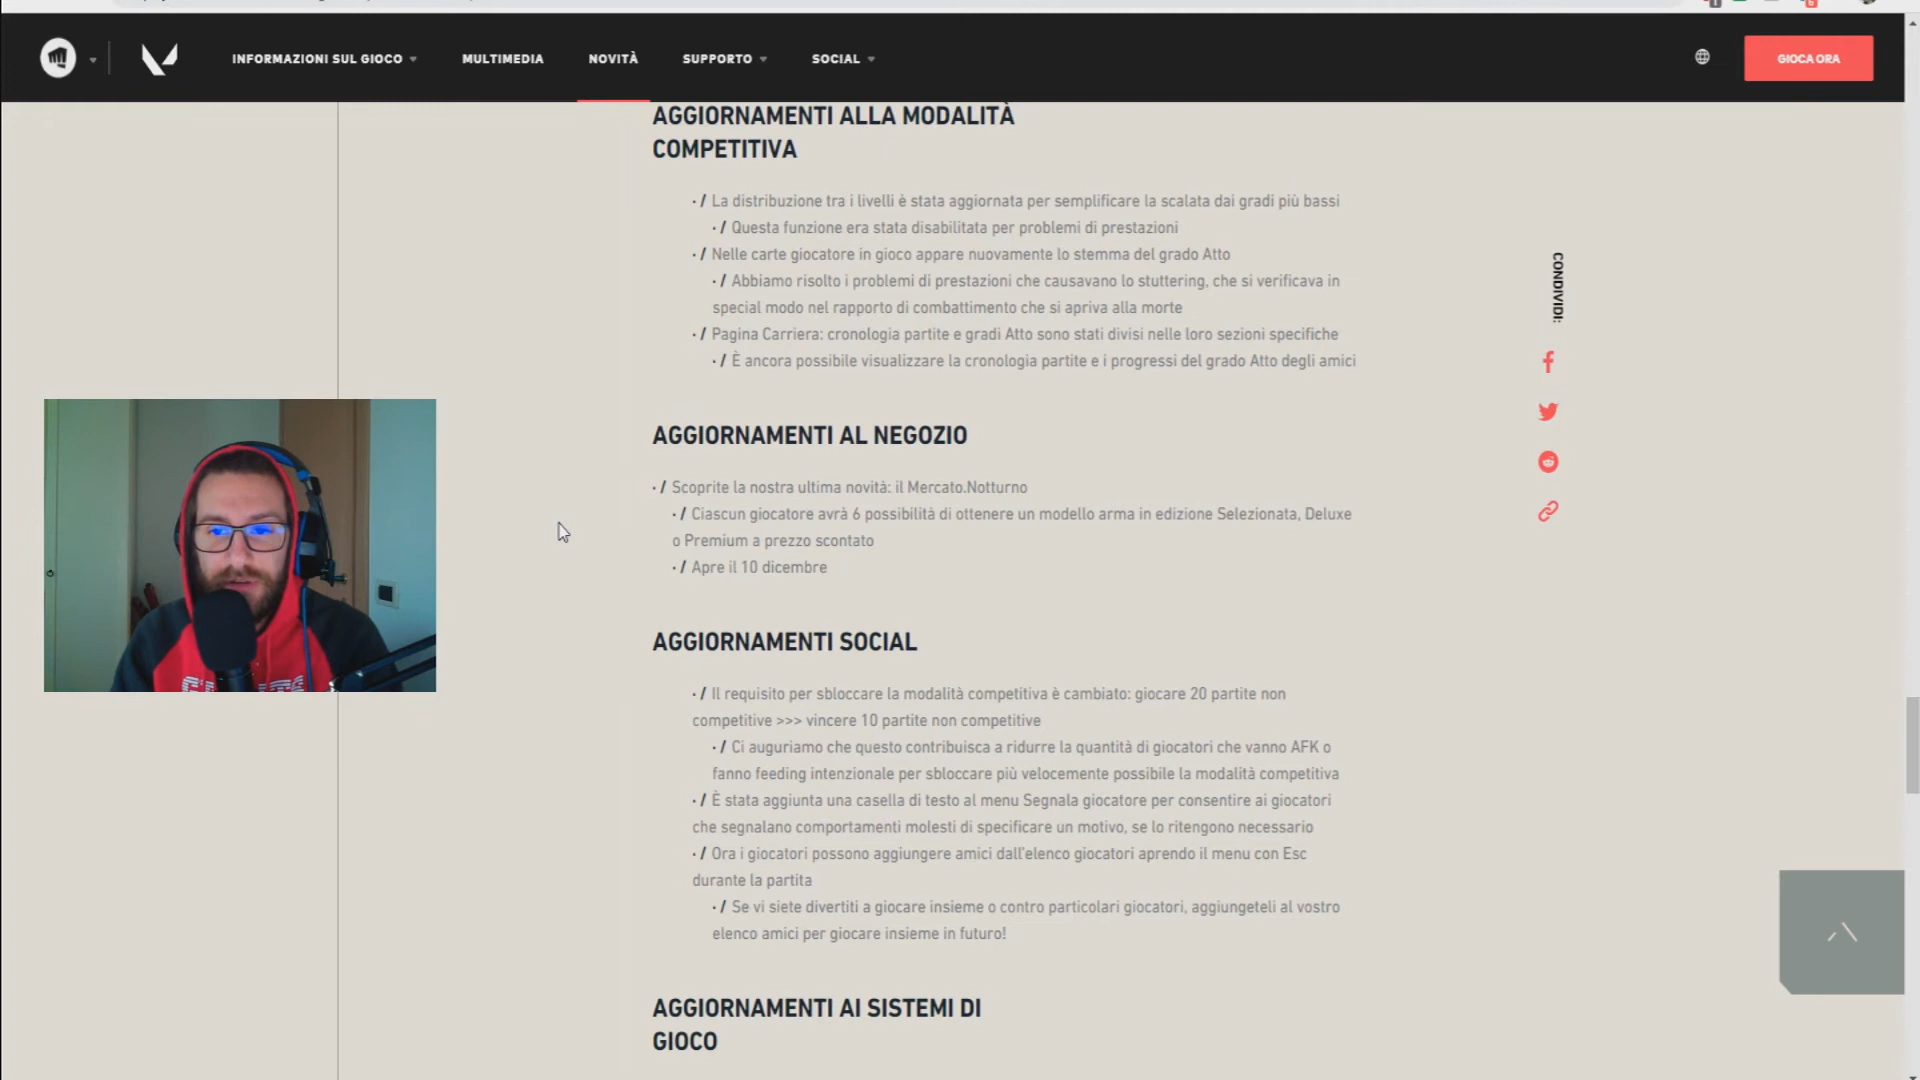 INFORMAZIONI SUL GIOCO
MULTIMEDIA
NOVITÀ
SUPPORTO
SOCIAL
GIOCA ORA
AGGIORNAMENTI ALLA MODALITÀ
COMPETITIVA
· / La distribuzione tra i livelli è stata aggiornata per semplificare la scalata dai gradi più bassi
· / Questa funzione era stata disabilitata per problemi di prestazioni
· / Nelle carte giocatore in gioco appare nuovamente lo stemma del grado Atto
· / Abbiamo risolto i problemi di prestazioni che causavano lo stuttering, che si verificava in
special modo nel rapporto di combattimento che si apriva alla morte
· / Pagina Carriera: cronologia partite e gradi Atto sono stati divisi nelle loro sezioni specifiche
· / È ancora possibile visualizzare la cronologia partite e i progressi del grado Atto degli amici
CONDIVIDI:
AGGIORNAMENTI AL NEGOZIO
· / Scoprite la nostra ultima novità: il Mercato.Notturno
· / Ciascun giocatore avrà 6 possibilità di ottenere un modello arma in edizione Selezionata, Deluxe
o Premium a prezzo scontato
· / Apre il 10 dicembre
AGGIORNAMENTI SOCIAL
· / Il requisito per sbloccare la modalità competitiva è cambiato: giocare 20 partite non
competitive >>> vincere 10 partite non competitive
· / Ci auguriamo che questo contribuisca a ridurre la quantità di giocatori che vanno AFK o
fanno feeding intenzionale per sbloccare più velocemente possibile la modalità competitiva
· / È stata aggiunta una casella di testo al menu Segnala giocatore per consentire ai giocatori
che segnalano comportamenti molesti di specificare un motivo, se lo ritengono necessario
· / Ora i giocatori possono aggiungere amici dall'elenco giocatori aprendo il menu con Esc
durante la partita
· / Se vi siete divertiti a giocare insieme o contro particolari giocatori, aggiungeteli al vostro
elenco amici per giocare insieme in futuro!
AGGIORNAMENTI AI SISTEMI DI
GIOCO